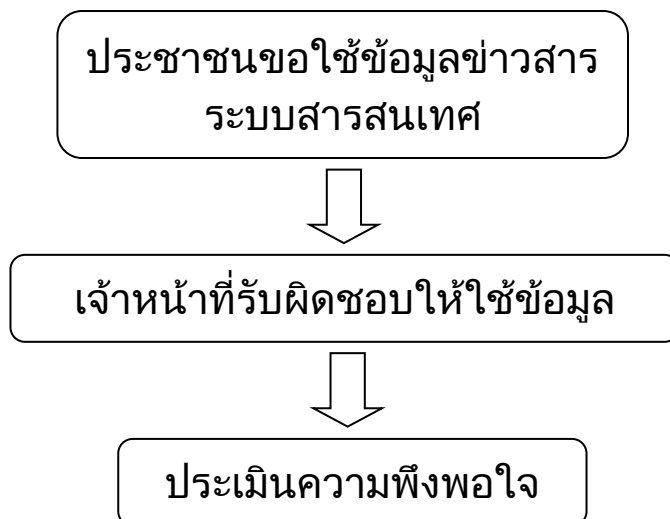 ประชาชนขอใช้ข้อมูลข่าวสาร
ระบบสารสนเทศ
เจ้าหน้าที่รับผิดชอบให้ใช้ข้อมูล
ประเมินความพึงพอใจ